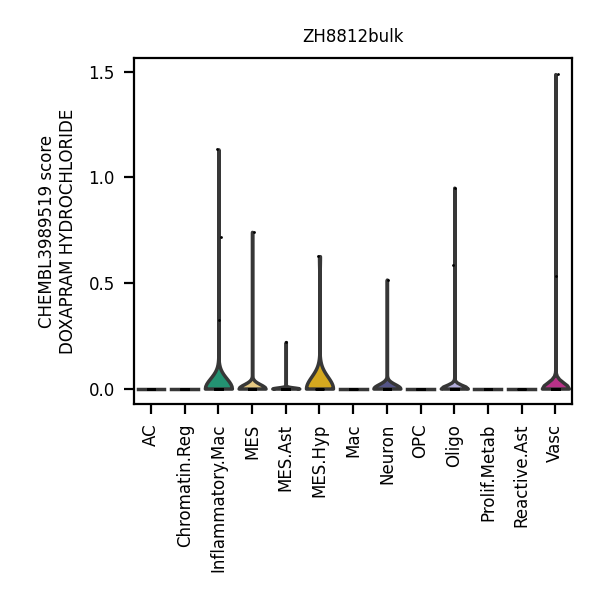 ZH8812bulk
CHEMBL3989519 score
DOXAPRAM HYDROCHLORIDE
1.5
1.0
0.5
0.0
AC
Chromatin.Reg
Inflammatory.Mac
MES
MES.Ast
MES.Hyp
Mac
Neuron
OPC
Oligo
Prolif.Metab
Reactive.Ast
Vasc